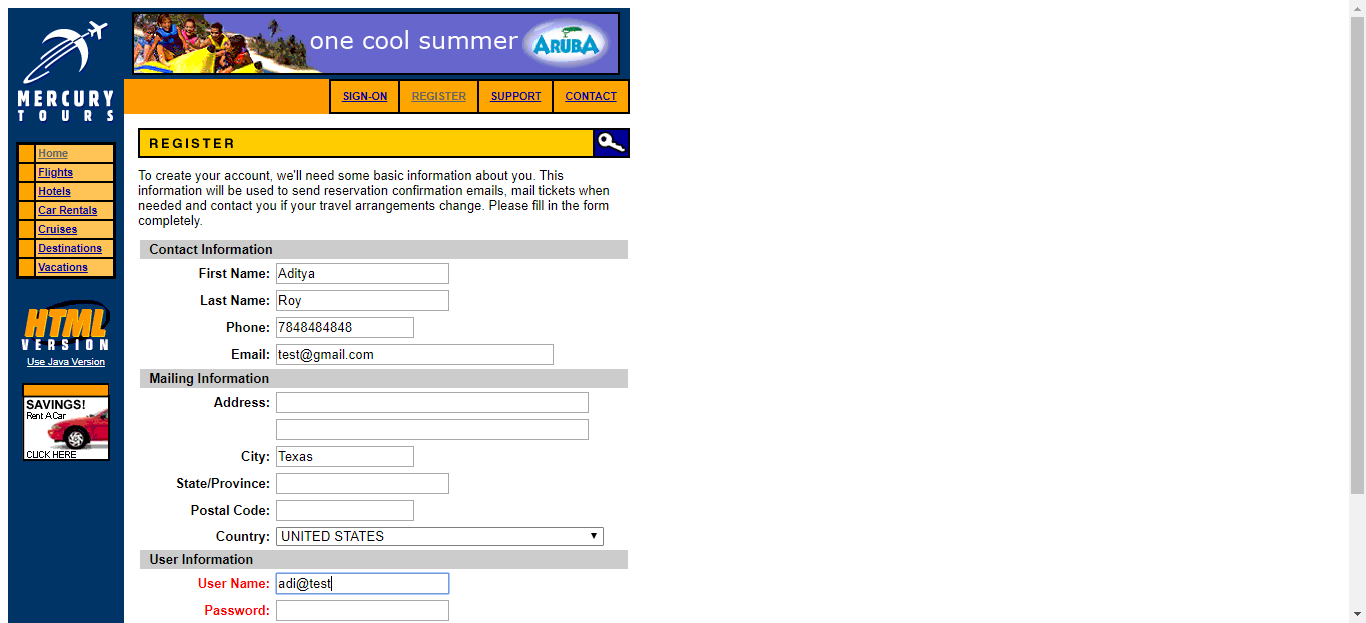 MERCURY
TOURS
one cool summer
ARUBA
SIGN-ON
REGISTER
SUPPORT
CONTACT
Home
Flights
Hotels
Car Rentals
Cruises
Destinations
Vacations
HTML
VERSION
Use Java Version
SAVINGS!
Rent A Car
CLICK HERE
REGISTER
To create your account, we'll need some basic information about you. This
information will be used to send reservation confirmation emails, mail tickets when
needed and contact you if your travel arrangements change. Please fill in the form
completely.
Contact Information
First Name: Aditya
Last Name: Roy
Phone: 7848484848
Email: test@gmail.com
Mailing Information
Address:
City: Texas
State/Province:
Postal Code:
Country: UNITED STATES
User Information
User Name: adi@test
Password: